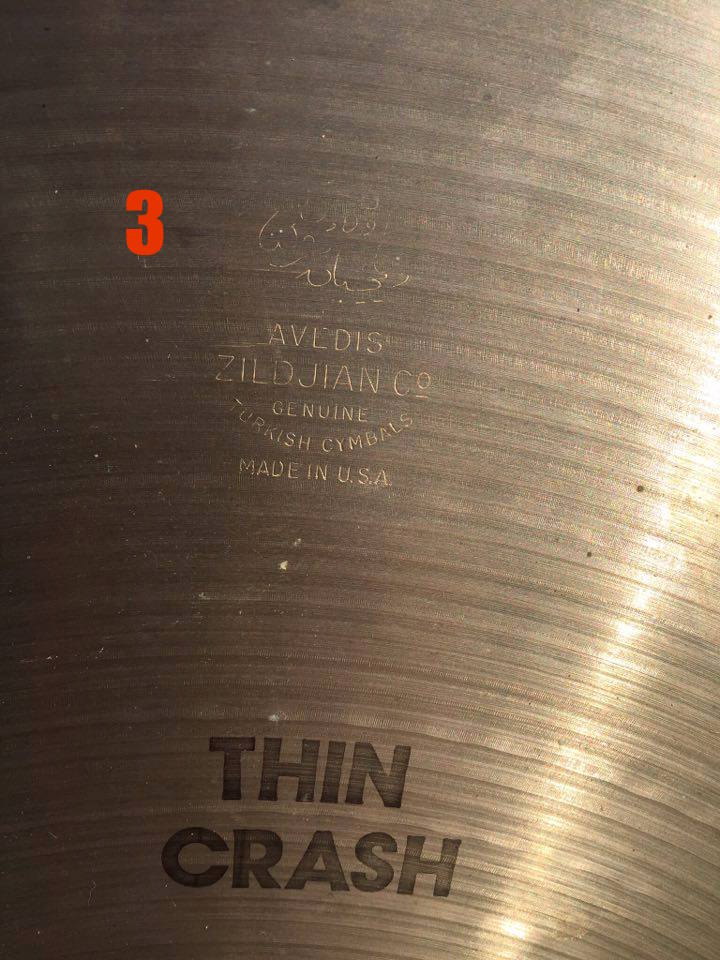 3
AVEDIS
ZILDJIAN Co
GENUINE
TURKISH CYMBALS
MADE IN U.S.A.
THIN
CRASH